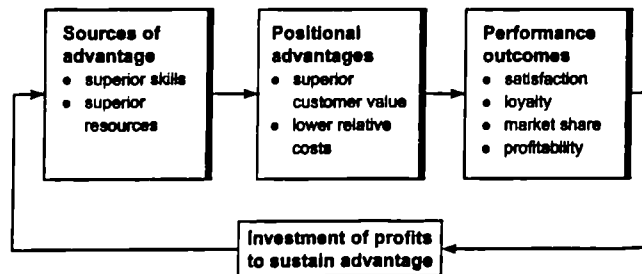 Sources of
advantage
• superior skills
• superior
resources
Positional
advantages
• superior
customer value
• lower relative
costs
Performance
outcomes
• satisfaction
• loyalty
• market share
• profitability
Investment of profits
to sustain advantage